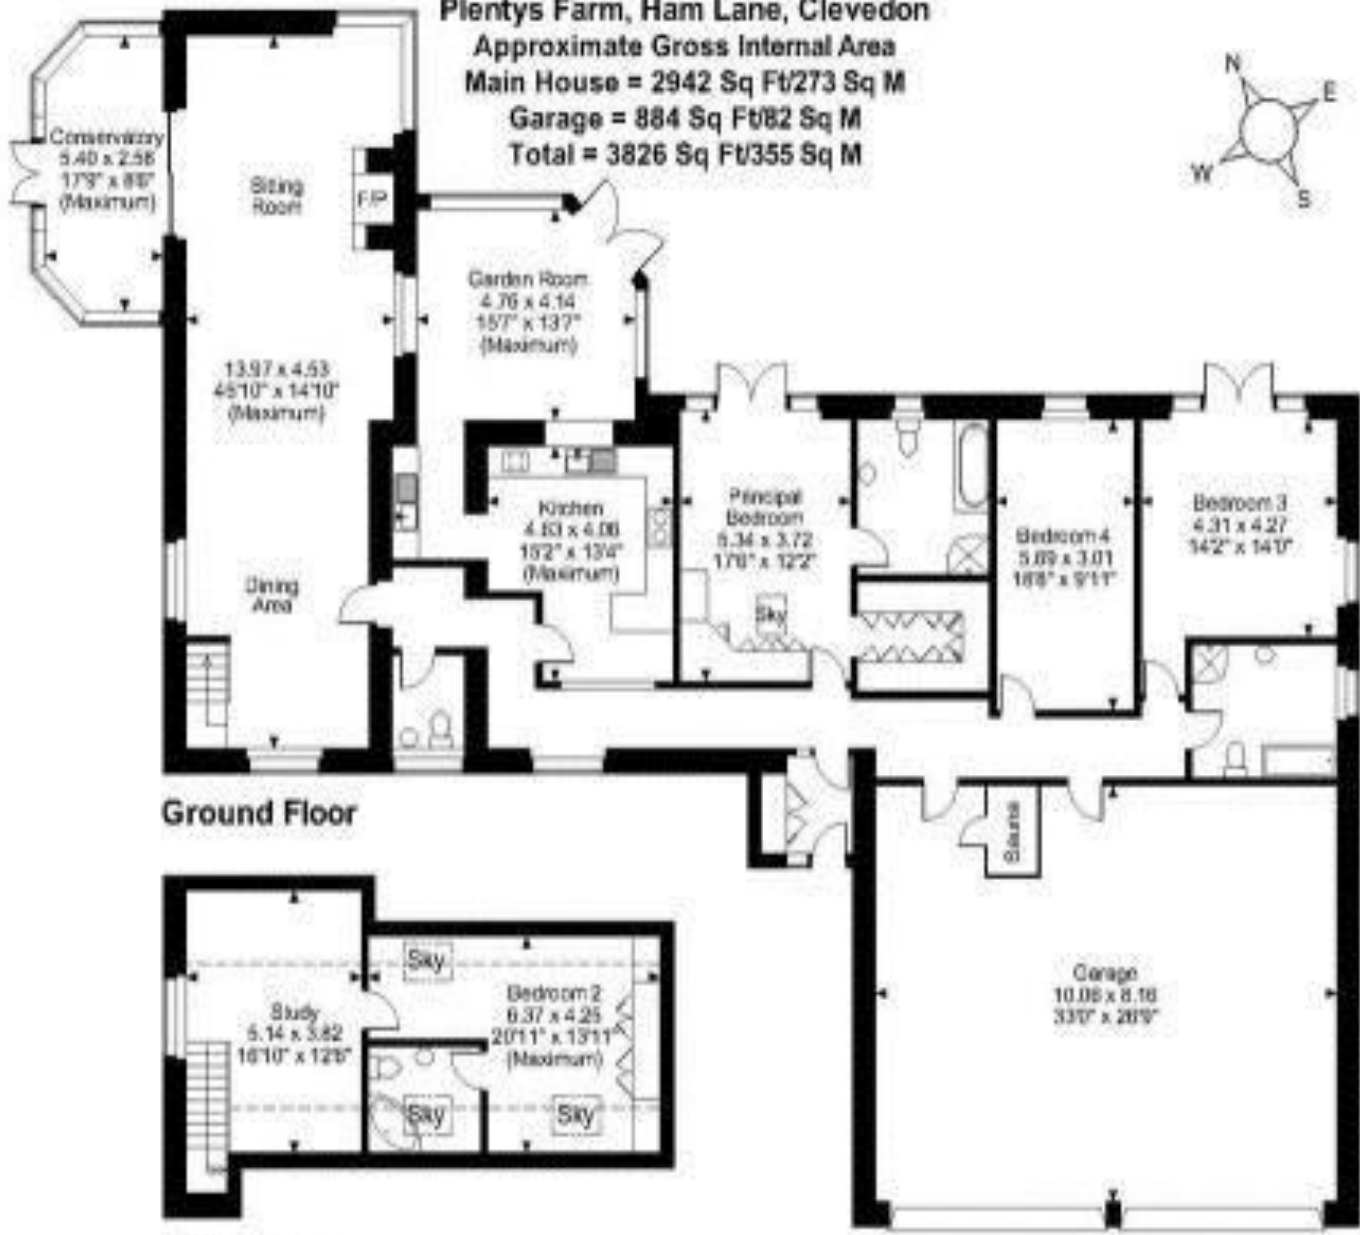 Plentys Farm, Ham Lane, Clevedon
Approximate Gross Internal Area
Main House = 2942 Sq Ft/273 Sq M
Garage = 884 Sq Ft/82 Sq M
Total = 3826 Sq Ft/355 Sq M
N
E
W
S
Conservatory
5.40 x 2.58
17'9" x 8'6"
(Maximum)
Sitting
Room
F/P
13.97 x 4.53
45'10" x 14'10"
(Maximum)
Dining
Area
Garden Room
4.76 x 4.14
15'7" x 13'7"
(Maximum)
Kitchen
4.63 x 4.06
15'2" x 13'4"
(Maximum)
Principal
Bedroom
5.34 x 3.72
17'6" x 12'2"
Sky
Bedroom 4
5.69 x 3.01
18'8" x 9'11"
Bedroom 3
4.31 x 4.27
14'2" x 14'0"
Ground Floor
Sauna
Garage
10.06 x 8.16
33'0" x 26'9"
Study
5.14 x 3.82
16'10" x 12'6"
Sky
Bedroom 2
6.37 x 4.25
20'11" x 13'11"
(Maximum)
Sky
Sky